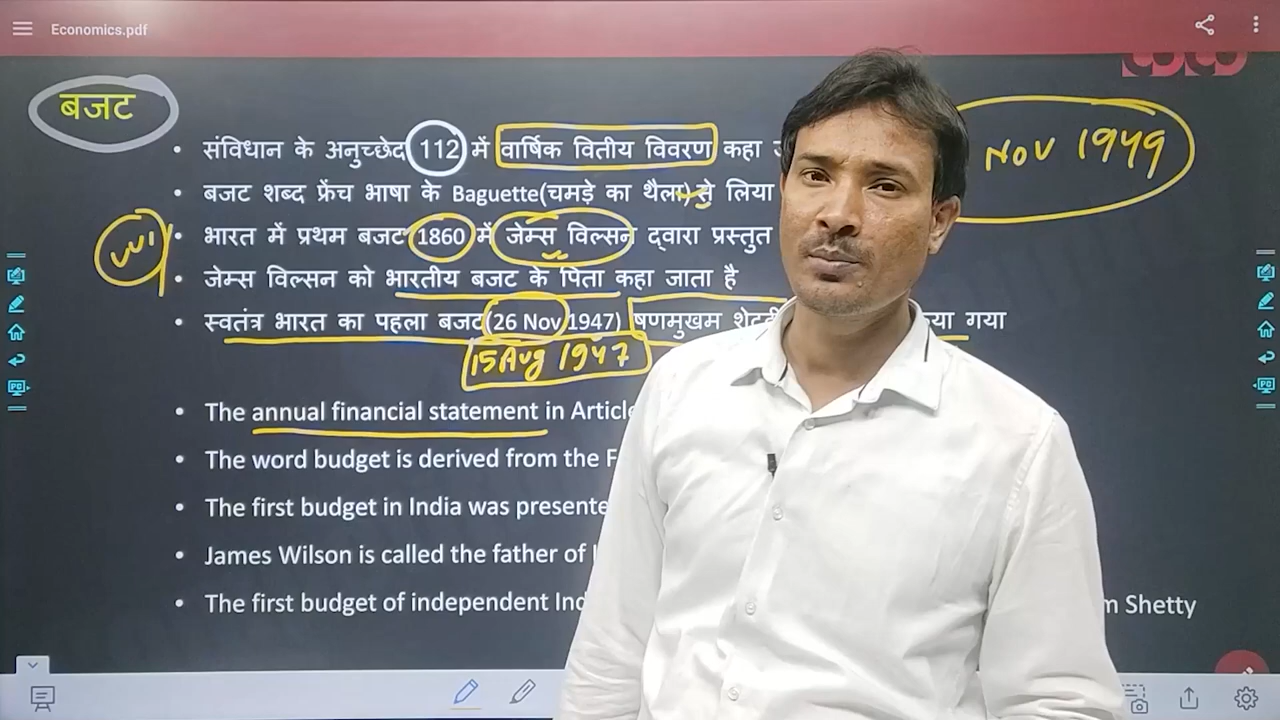 Economics.pdf
बजट
Nov 1949
• संविधान के अनुच्छेद 112 में वार्षिक वितीय विवरण कहा
• बजट शब्द फ्रेंच भाषा के Baguette(चमड़े का थैला) से लिया
• भारत में प्रथम बजट 1860 में जेम्स विल्सन द्वारा प्रस्तुत
• जेम्स विल्सन को भारतीय बजट के पिता कहा जाता है
• स्वतंत्र भारत का पहला बजट(26 Nov 1947) षणमुखम गया
15 Aug 1947
• The annual financial statement in
• The word budget is derived from the
• The first budget in India was
• James Wilson is called the father of
• The first budget of independent Shetty